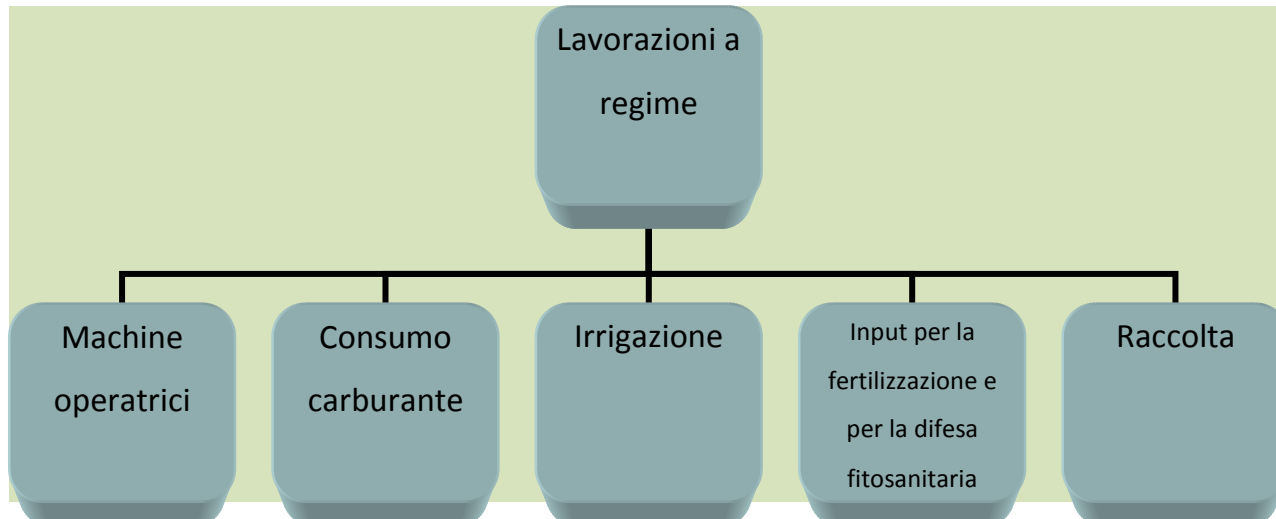 Lavorazioni a
regime
Machine
operatrici
Consumo
carburante
Irrigazione
Input per la
fertilizzazione e
per la difesa
fitosanitaria
Raccolta